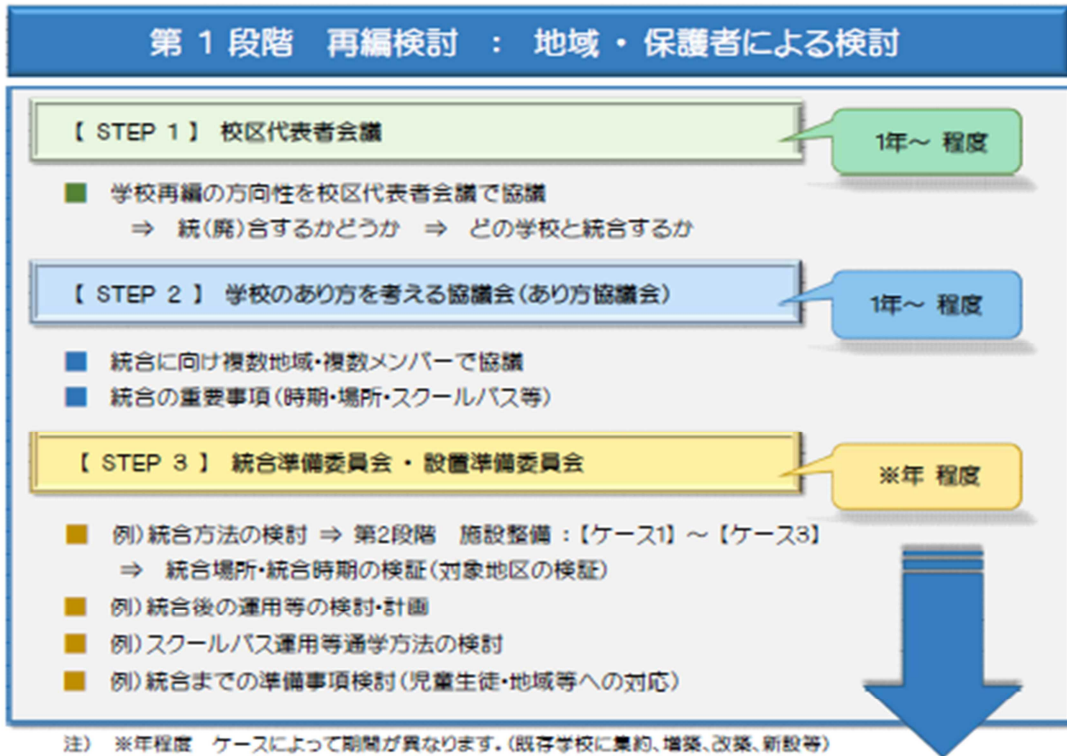 第 1 段階　再編検討　：　地域 ・ 保護者による検討
【 STEP 1 】 校区代表者会議
1年～ 程度
■ 学校再編の方向性を校区代表者会議で協議
⇒　統(廃)合するかどうか　⇒　どの学校と統合するか
【 STEP 2 】 学校のあり方を考える協議会(あり方協議会)
1年～ 程度
■ 統合に向け複数地域・複数メンバーで協議
■ 統合の重要事項(時期・場所・スクールバス等)
【 STEP 3 】 統合準備委員会 ・ 設置準備委員会
※年 程度
■ 例)統合方法の検討 ⇒ 第2段階　施設整備：【ケース1】 ～ 【ケース3】
⇒　統合場所・統合時期の検証(対象地区の検証)
■ 例)統合後の運用等の検討・計画
■ 例)スクールバス運用等通学方法の検討
■ 例)統合までの準備事項検討(児童生徒・地域等への対応)
注)　※年程度　ケースによって期間が異なります。(既存学校に集約、増築、改築、新設等)